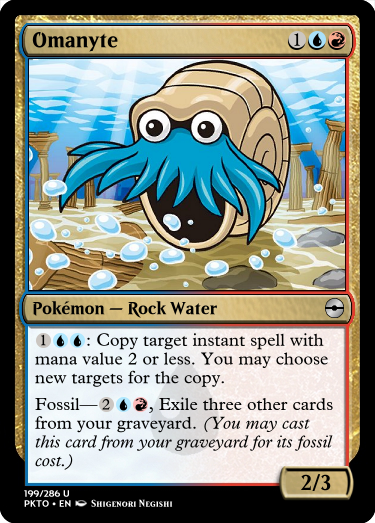 Omanyte 1
Pokémon — Rock Water
1: Copy target instant spell with
mana value 2 or less. You may choose
new targets for the copy.
Fossil—2, Exile three other cards
from your graveyard. (You may cast
this card from your graveyard for its fossil
cost.)
2/3
199/286 U
PKTO • EN Shigenori Negishi